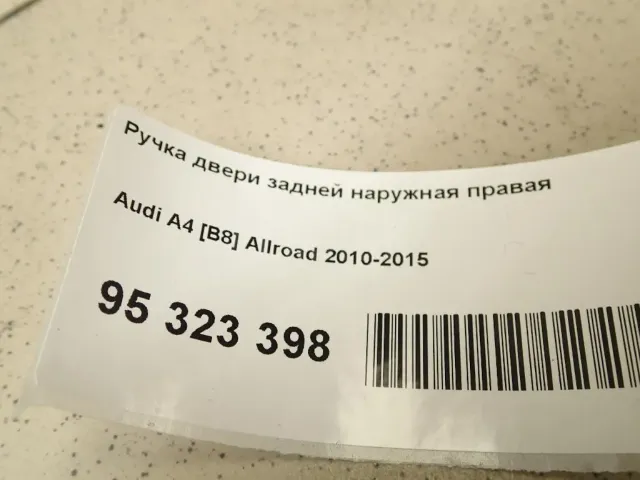 Ручка двери задней наружная правая
Audi A4 [B8] Allroad 2010-2015
95 323 398